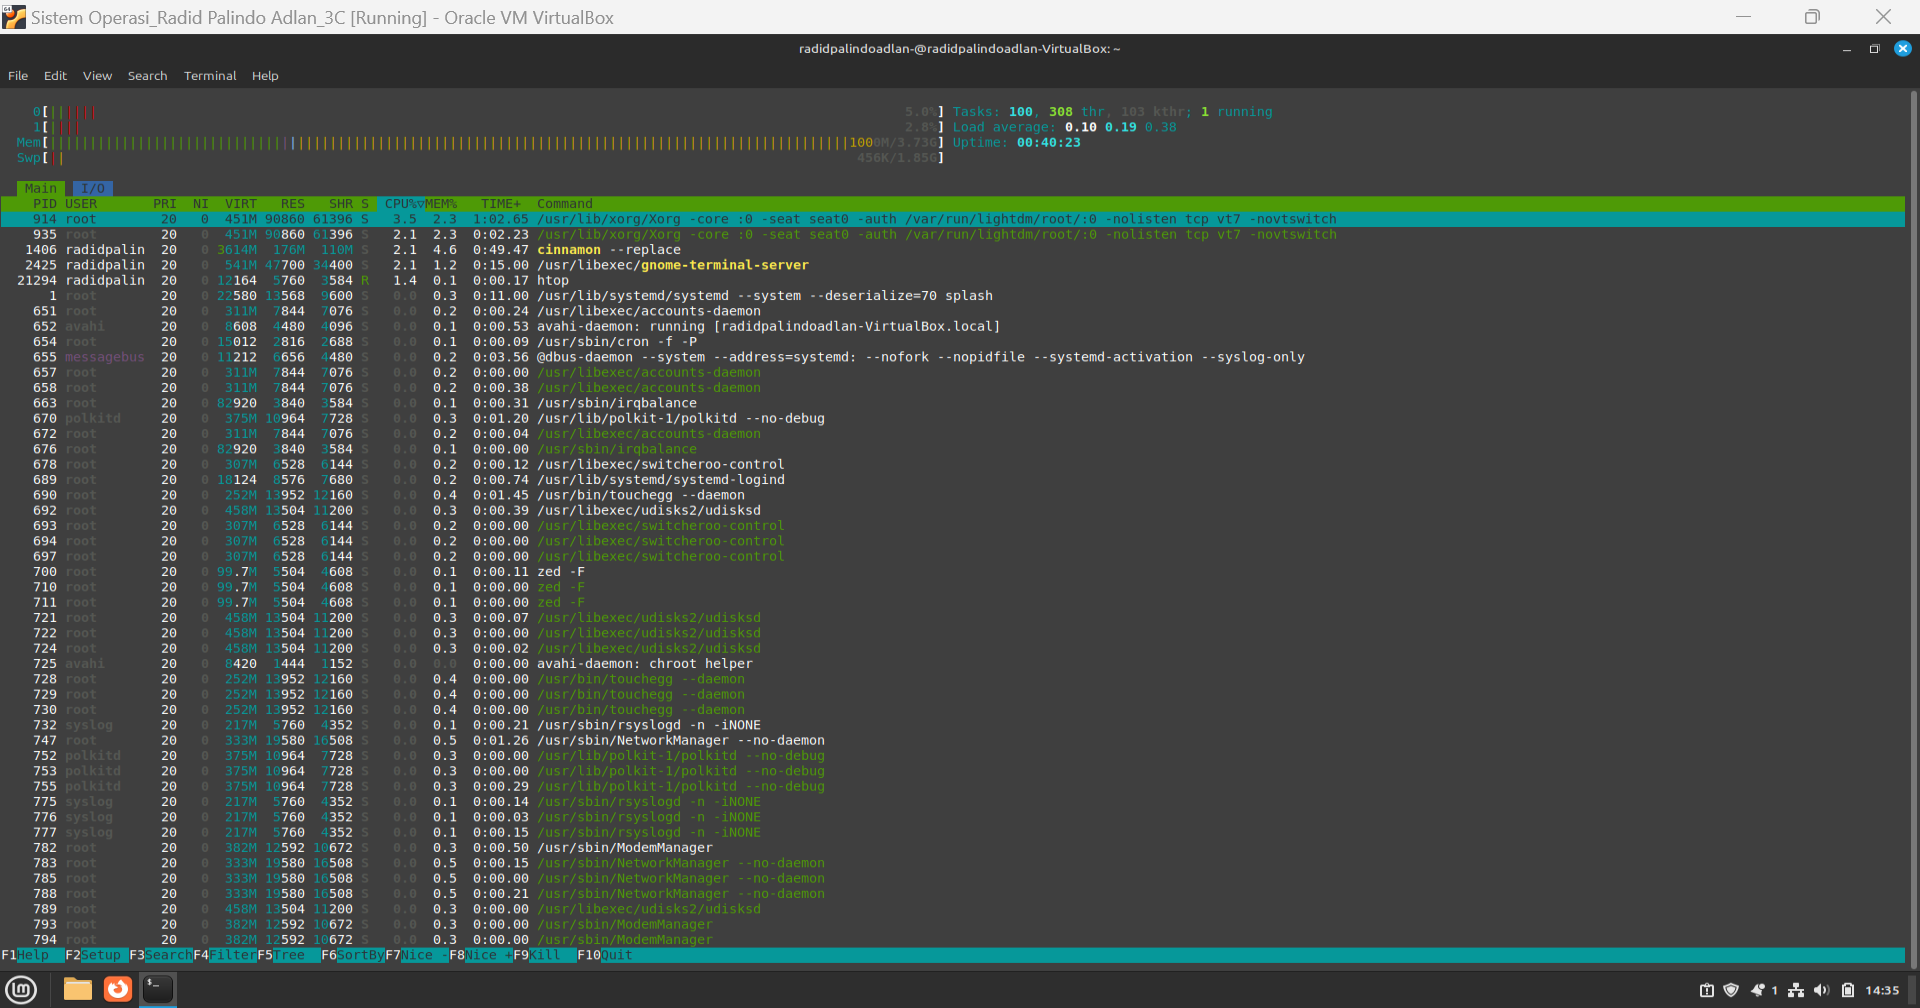 Sistem Operasi_Radid Palindo Adlan_3C [Running] - Oracle VM VirtualBox
radidpalindoadlan-@radidpalindoadlan-VirtualBox: ~
File Edit View Search Terminal Help
0[||||||| 5.0%] Tasks: 100, 308 thr, 103 kthr; 1 running
1[|||| 2.8%] Load average: 0.10 0.19 0.38
Mem[ 100 0M/3.73G] Uptime: 00:40:23
Swp[|| 456K/1.85G]
Main I/O
PID USER PRI NI VIRT RES SHR S CPU%▽MEM% TIME+ Command
914 root 20 0 451M 90860 61396 S 3.5 2.3 1:02.65 /usr/lib/xorg/Xorg -core :0 -seat seat0 -auth /var/run/lightdm/root/:0 -nolisten tcp vt7 -novtswitch
935 root 20 0 451M 90860 61396 S 2.1 2.3 0:02.23 /usr/lib/xorg/Xorg -core :0 -seat seat0 -auth /var/run/lightdm/root/:0 -nolisten tcp vt7 -novtswitch
1406 radidpalin 20 0 3614M 176M 110M S 2.1 4.6 0:49.47 cinnamon --replace
2425 radidpalin 20 0 541M 47700 34400 S 2.1 1.2 0:15.00 /usr/libexec/gnome-terminal-server
21294 radidpalin 20 0 12164 5760 3584 R 1.4 0.1 0:00.17 htop
1 root 20 0 22580 13568 9600 S 0.0 0.3 0:11.00 /usr/lib/systemd/systemd --system --deserialize=70 splash
651 root 20 0 311M 7844 7076 S 0.0 0.2 0:00.24 /usr/libexec/accounts-daemon
652 avahi 20 0 8608 4480 4096 S 0.0 0.1 0:00.53 avahi-daemon: running [radidpalindoadlan-VirtualBox.local]
654 root 20 0 15012 2816 2688 S 0.0 0.1 0:00.09 /usr/sbin/cron -f -P
655 messagebus 20 0 11212 6656 4480 S 0.0 0.2 0:03.56 @dbus-daemon --system --address=systemd: --nofork --nopidfile --systemd-activation --syslog-only
657 root 20 0 311M 7844 7076 S 0.0 0.2 0:00.00 /usr/libexec/accounts-daemon
658 root 20 0 311M 7844 7076 S 0.0 0.2 0:00.38 /usr/libexec/accounts-daemon
663 root 20 0 82920 3840 3584 S 0.0 0.1 0:00.31 /usr/sbin/irqbalance
670 polkitd 20 0 375M 10964 7728 S 0.0 0.3 0:01.20 /usr/lib/polkit-1/polkitd --no-debug
672 root 20 0 311M 7844 7076 S 0.0 0.2 0:00.04 /usr/libexec/accounts-daemon
676 root 20 0 82920 3840 3584 S 0.0 0.1 0:00.00 /usr/sbin/irqbalance
678 root 20 0 307M 6528 6144 S 0.0 0.2 0:00.12 /usr/libexec/switcheroo-control
689 root 20 0 18124 8576 7680 S 0.0 0.2 0:00.74 /usr/lib/systemd/systemd-logind
690 root 20 0 252M 13952 12160 S 0.0 0.4 0:01.45 /usr/bin/touchegg --daemon
692 root 20 0 458M 13504 11200 S 0.0 0.3 0:00.39 /usr/libexec/udisks2/udisksd
693 root 20 0 307M 6528 6144 S 0.0 0.2 0:00.00 /usr/libexec/switcheroo-control
694 root 20 0 307M 6528 6144 S 0.0 0.2 0:00.00 /usr/libexec/switcheroo-control
697 root 20 0 307M 6528 6144 S 0.0 0.2 0:00.00 /usr/libexec/switcheroo-control
700 root 20 0 99.7M 5504 4608 S 0.0 0.1 0:00.11 zed -F
710 root 20 0 99.7M 5504 4608 S 0.0 0.1 0:00.00 zed -F
711 root 20 0 99.7M 5504 4608 S 0.0 0.1 0:00.00 zed -F
721 root 20 0 458M 13504 11200 S 0.0 0.3 0:00.07 /usr/libexec/udisks2/udisksd
722 root 20 0 458M 13504 11200 S 0.0 0.3 0:00.00 /usr/libexec/udisks2/udisksd
724 root 20 0 458M 13504 11200 S 0.0 0.3 0:00.02 /usr/libexec/udisks2/udisksd
725 avahi 20 0 8420 1444 1152 S 0.0 0.0 0:00.00 avahi-daemon: chroot helper
728 root 20 0 252M 13952 12160 S 0.0 0.4 0:00.00 /usr/bin/touchegg --daemon
729 root 20 0 252M 13952 12160 S 0.0 0.4 0:00.00 /usr/bin/touchegg --daemon
730 root 20 0 252M 13952 12160 S 0.0 0.4 0:00.00 /usr/bin/touchegg --daemon
732 syslog 20 0 217M 5760 4352 S 0.0 0.1 0:00.21 /usr/sbin/rsyslogd -n -iNONE
747 root 20 0 333M 19580 16508 S 0.0 0.5 0:01.26 /usr/sbin/NetworkManager --no-daemon
752 polkitd 20 0 375M 10964 7728 S 0.0 0.3 0:00.00 /usr/lib/polkit-1/polkitd --no-debug
753 polkitd 20 0 375M 10964 7728 S 0.0 0.3 0:00.00 /usr/lib/polkit-1/polkitd --no-debug
755 polkitd 20 0 375M 10964 7728 S 0.0 0.3 0:00.29 /usr/lib/polkit-1/polkitd --no-debug
775 syslog 20 0 217M 5760 4352 S 0.0 0.1 0:00.14 /usr/sbin/rsyslogd -n -iNONE
776 syslog 20 0 217M 5760 4352 S 0.0 0.1 0:00.03 /usr/sbin/rsyslogd -n -iNONE
777 syslog 20 0 217M 5760 4352 S 0.0 0.1 0:00.15 /usr/sbin/rsyslogd -n -iNONE
782 root 20 0 382M 12592 10672 S 0.0 0.3 0:00.50 /usr/sbin/ModemManager
783 root 20 0 333M 19580 16508 S 0.0 0.5 0:00.15 /usr/sbin/NetworkManager --no-daemon
785 root 20 0 333M 19580 16508 S 0.0 0.5 0:00.00 /usr/sbin/NetworkManager --no-daemon
788 root 20 0 333M 19580 16508 S 0.0 0.5 0:00.21 /usr/sbin/NetworkManager --no-daemon
789 root 20 0 458M 13504 11200 S 0.0 0.3 0:00.00 /usr/libexec/udisks2/udisksd
793 root 20 0 382M 12592 10672 S 0.0 0.3 0:00.00 /usr/sbin/ModemManager
794 root 20 0 382M 12592 10672 S 0.0 0.3 0:00.00 /usr/sbin/ModemManager
F1Help F2Setup F3SearchF4FilterF5Tree F6SortByF7Nice -F8Nice +F9Kill F10Quit
1 14:35